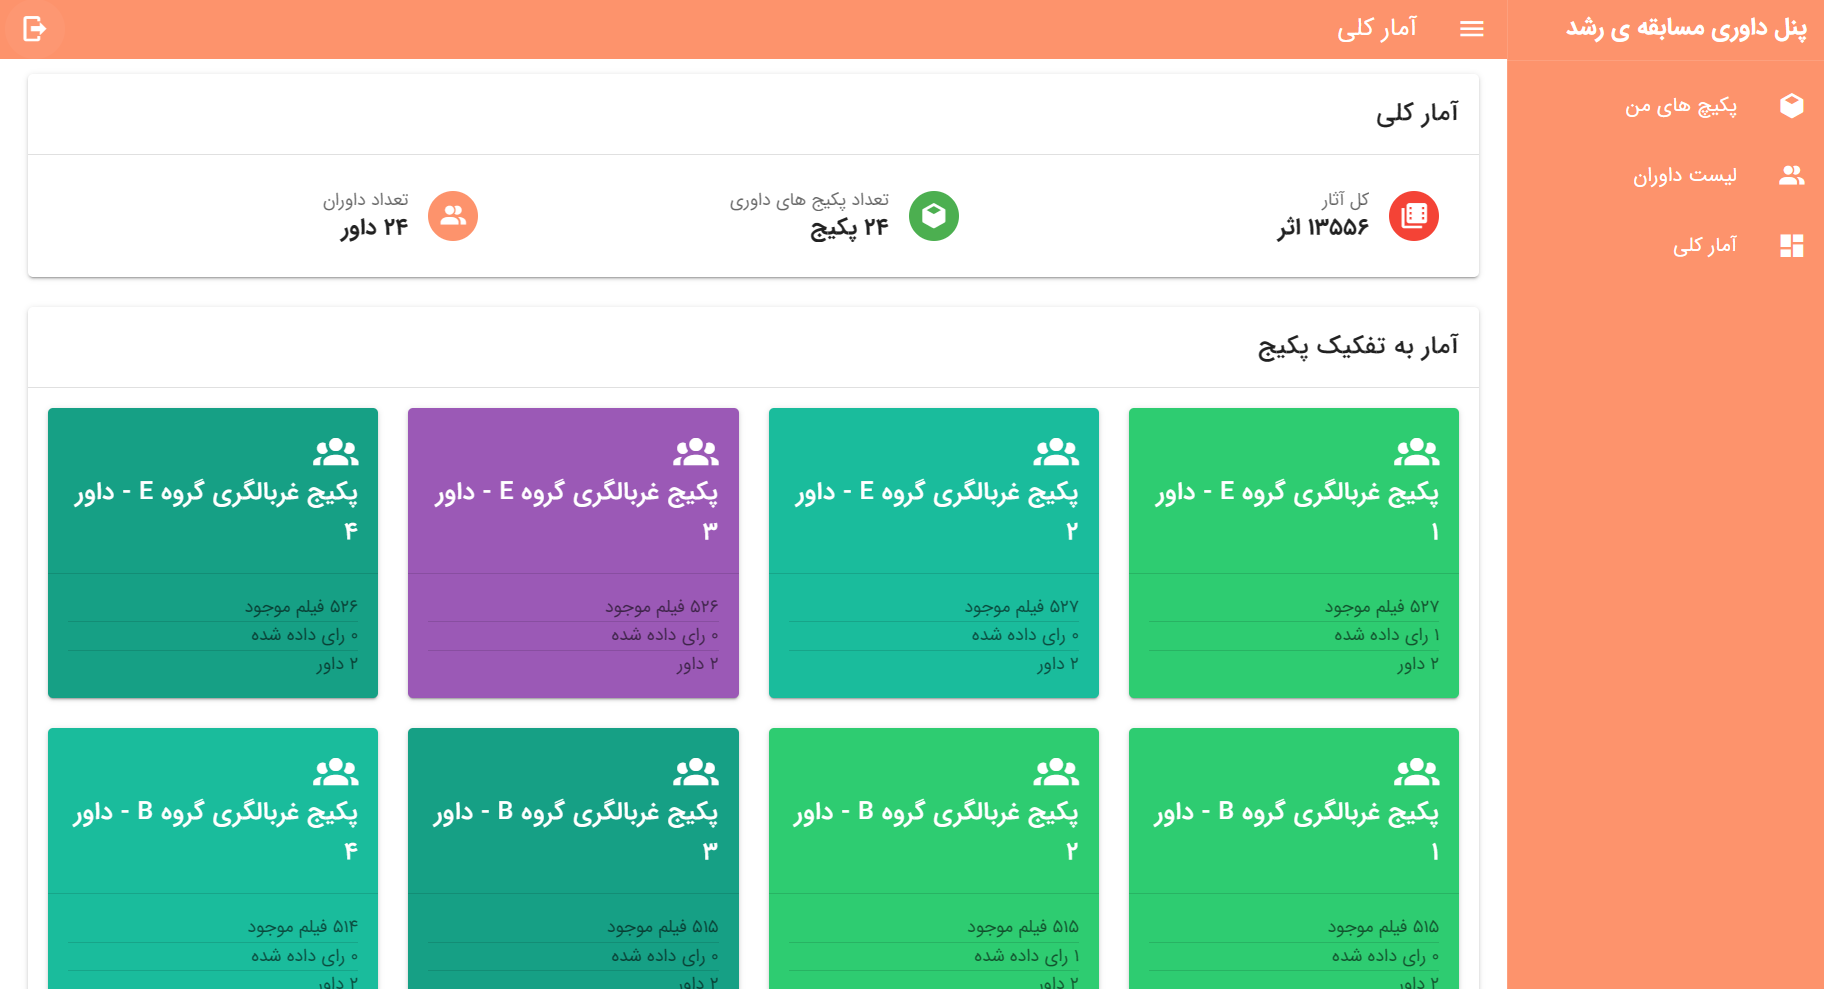 پنل داوری مسابقه ی رشد
پکیج های من
لیست داوران
آمار کلی
آمار کلی
آمار کلی
کل آثار
۱۳۵۵۶ اثر
تعداد پکیج های داوری
۲۴ پکیج
تعداد داوران
۲۴ داور
آمار به تفکیک پکیج
پکیج غربالگری گروه E - داور
۱
۵۲۷ فیلم موجود
۱ رای داده شده
۲ داور
پکیج غربالگری گروه E - داور
۲
۵۲۷ فیلم موجود
۰ رای داده شده
۲ داور
پکیج غربالگری گروه E - داور
۳
۵۲۶ فیلم موجود
۰ رای داده شده
۲ داور
پکیج غربالگری گروه E - داور
۴
۵۲۶ فیلم موجود
۰ رای داده شده
۲ داور
پکیج غربالگری گروه B - داور
۱
۵۱۵ فیلم موجود
۰ رای داده شده
۲ داور
پکیج غربالگری گروه B - داور
۲
۵۱۵ فیلم موجود
۱ رای داده شده
۲ داور
پکیج غربالگری گروه B - داور
۳
۵۱۵ فیلم موجود
۰ رای داده شده
۲ داور
پکیج غربالگری گروه B - داور
۴
۵۱۴ فیلم موجود
۰ رای داده شده
۲ داور